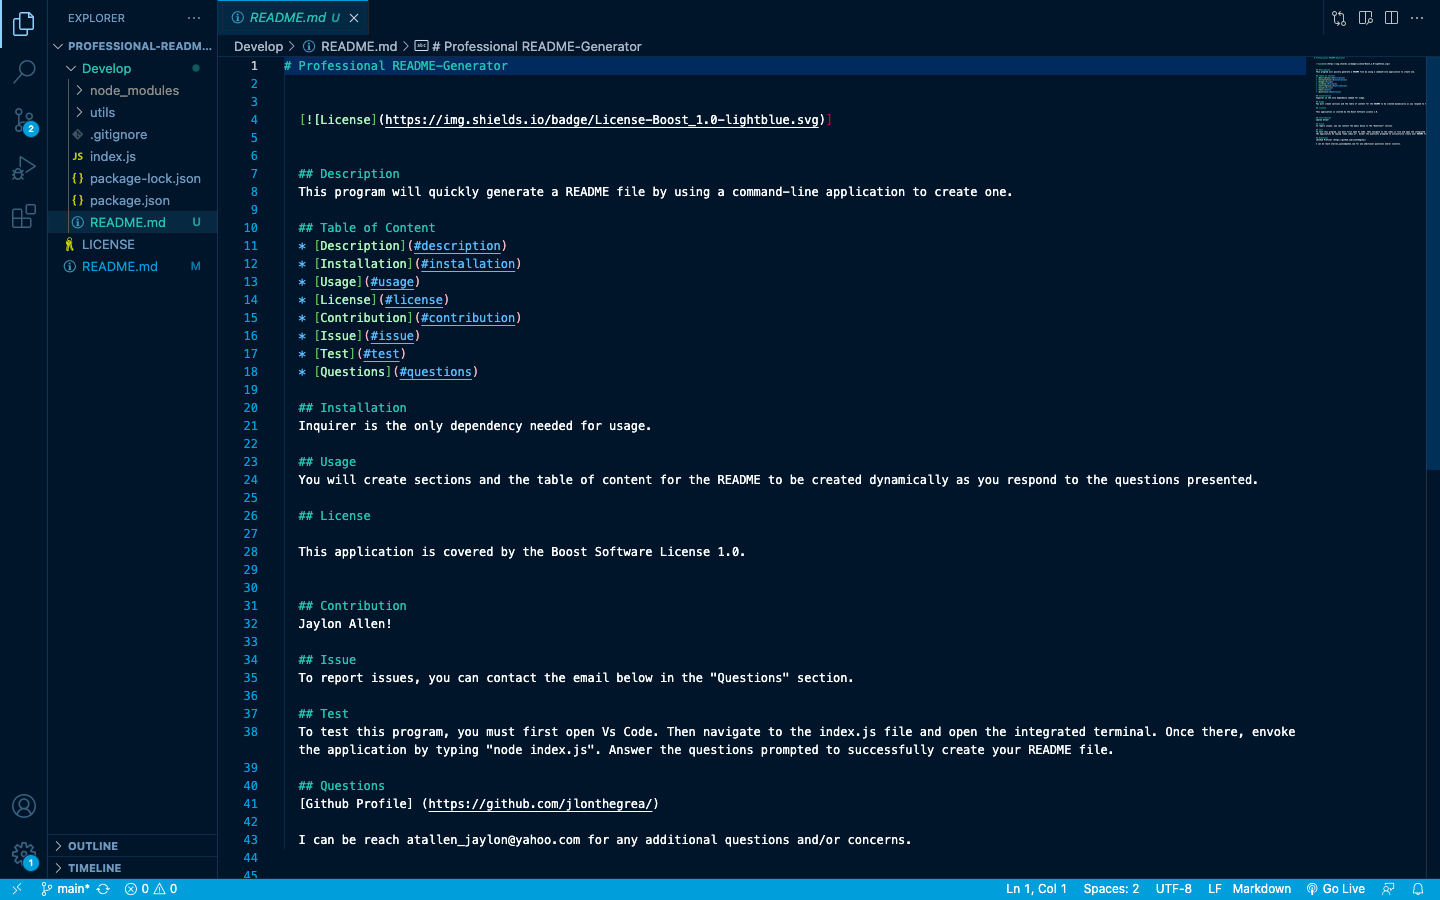 EXPLORER
PROFESSIONAL-READM...
Develop
node_modules
utils
.gitignore
JS index.js
{} package-lock.json
{} package.json
README.md U
LICENSE
README.md M
OUTLINE
TIMELINE
2
1
README.md U
Develop > README.md > # Professional README-Generator
1 # Professional README-Generator
2
3
4 [![License](https://img.shields.io/badge/License-Boost_1.0-lightblue.svg)]
5
6
7 ## Description
8 This program will quickly generate a README file by using a command-line application to create one.
9
10 ## Table of Content
11 * [Description](#description)
12 * [Installation](#installation)
13 * [Usage](#usage)
14 * [License](#license)
15 * [Contribution](#contribution)
16 * [Issue](#issue)
17 * [Test](#test)
18 * [Questions](#questions)
19
20 ## Installation
21 Inquirer is the only dependency needed for usage.
22
23 ## Usage
24 You will create sections and the table of content for the README to be created dynamically as you respond to the questions presented.
25
26 ## License
27
28 This application is covered by the Boost Software License 1.0.
29
30
31 ## Contribution
32 Jaylon Allen!
33
34 ## Issue
35 To report issues, you can contact the email below in the "Questions" section.
36
37 ## Test
38 To test this program, you must first open Vs Code. Then navigate to the index.js file and open the integrated terminal. Once there, envoke
the application by typing "node index.js". Answer the questions prompted to successfully create your README file.
39
40 ## Questions
41 [Github Profile] (https://github.com/jlonthegrea/)
42
43 I can be reach atallen_jaylon@yahoo.com for any additional questions and/or concerns.
44
45
main* 0 0 Ln 1, Col 1 Spaces: 2 UTF-8 LF Markdown Go Live